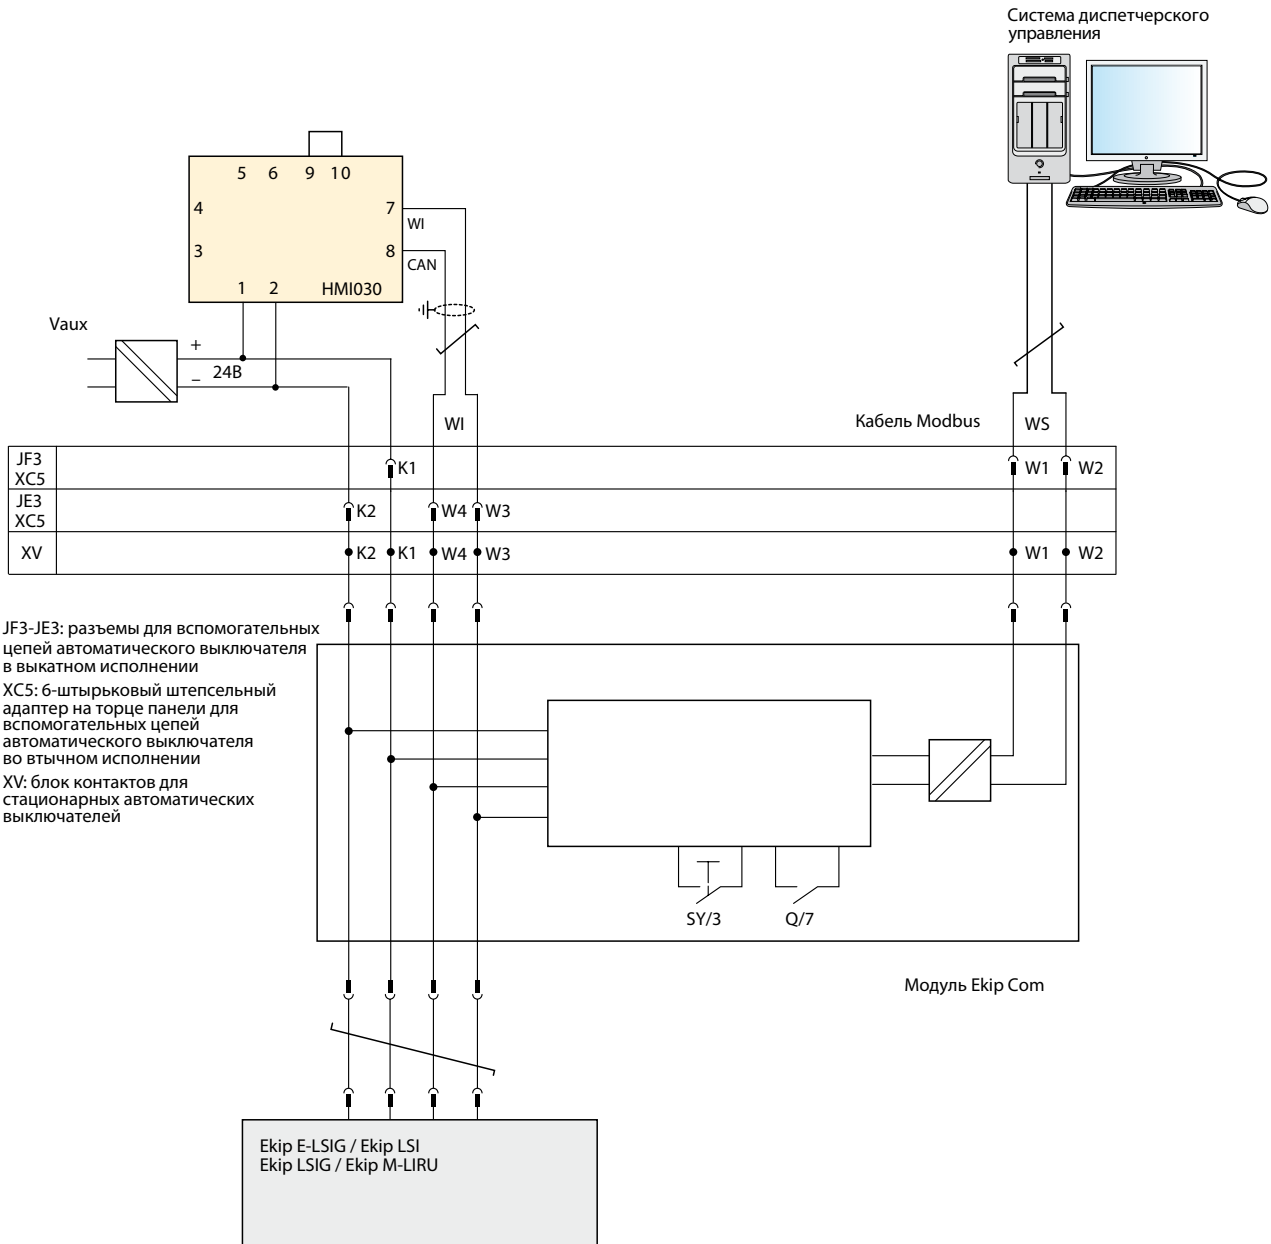 Система диспетчерского
управления
5 6 9 10
4 7
WI
3 8
CAN
1 2 HMI030
Vaux
+
24В
–
WI
Кабель Modbus
WS
JF3
XC5
K1 W1 W2
JE3
XC5
K2 W4 W3
XV K2 K1 W4 W3 W1 W2
JF3-JE3: разъемы для вспомогательных
цепей автоматического выключателя
в выкатном исполнении
XC5: 6-штырьковый штепсельный
адаптер на торце панели для
вспомогательных цепей
автоматического выключателя
во втычном исполнении
XV: блок контактов для
стационарных автоматических
выключателей
SY/3 Q/7
Модуль Ekip Com
Ekip E-LSIG / Ekip LSI
Ekip LSIG / Ekip M-LIRU